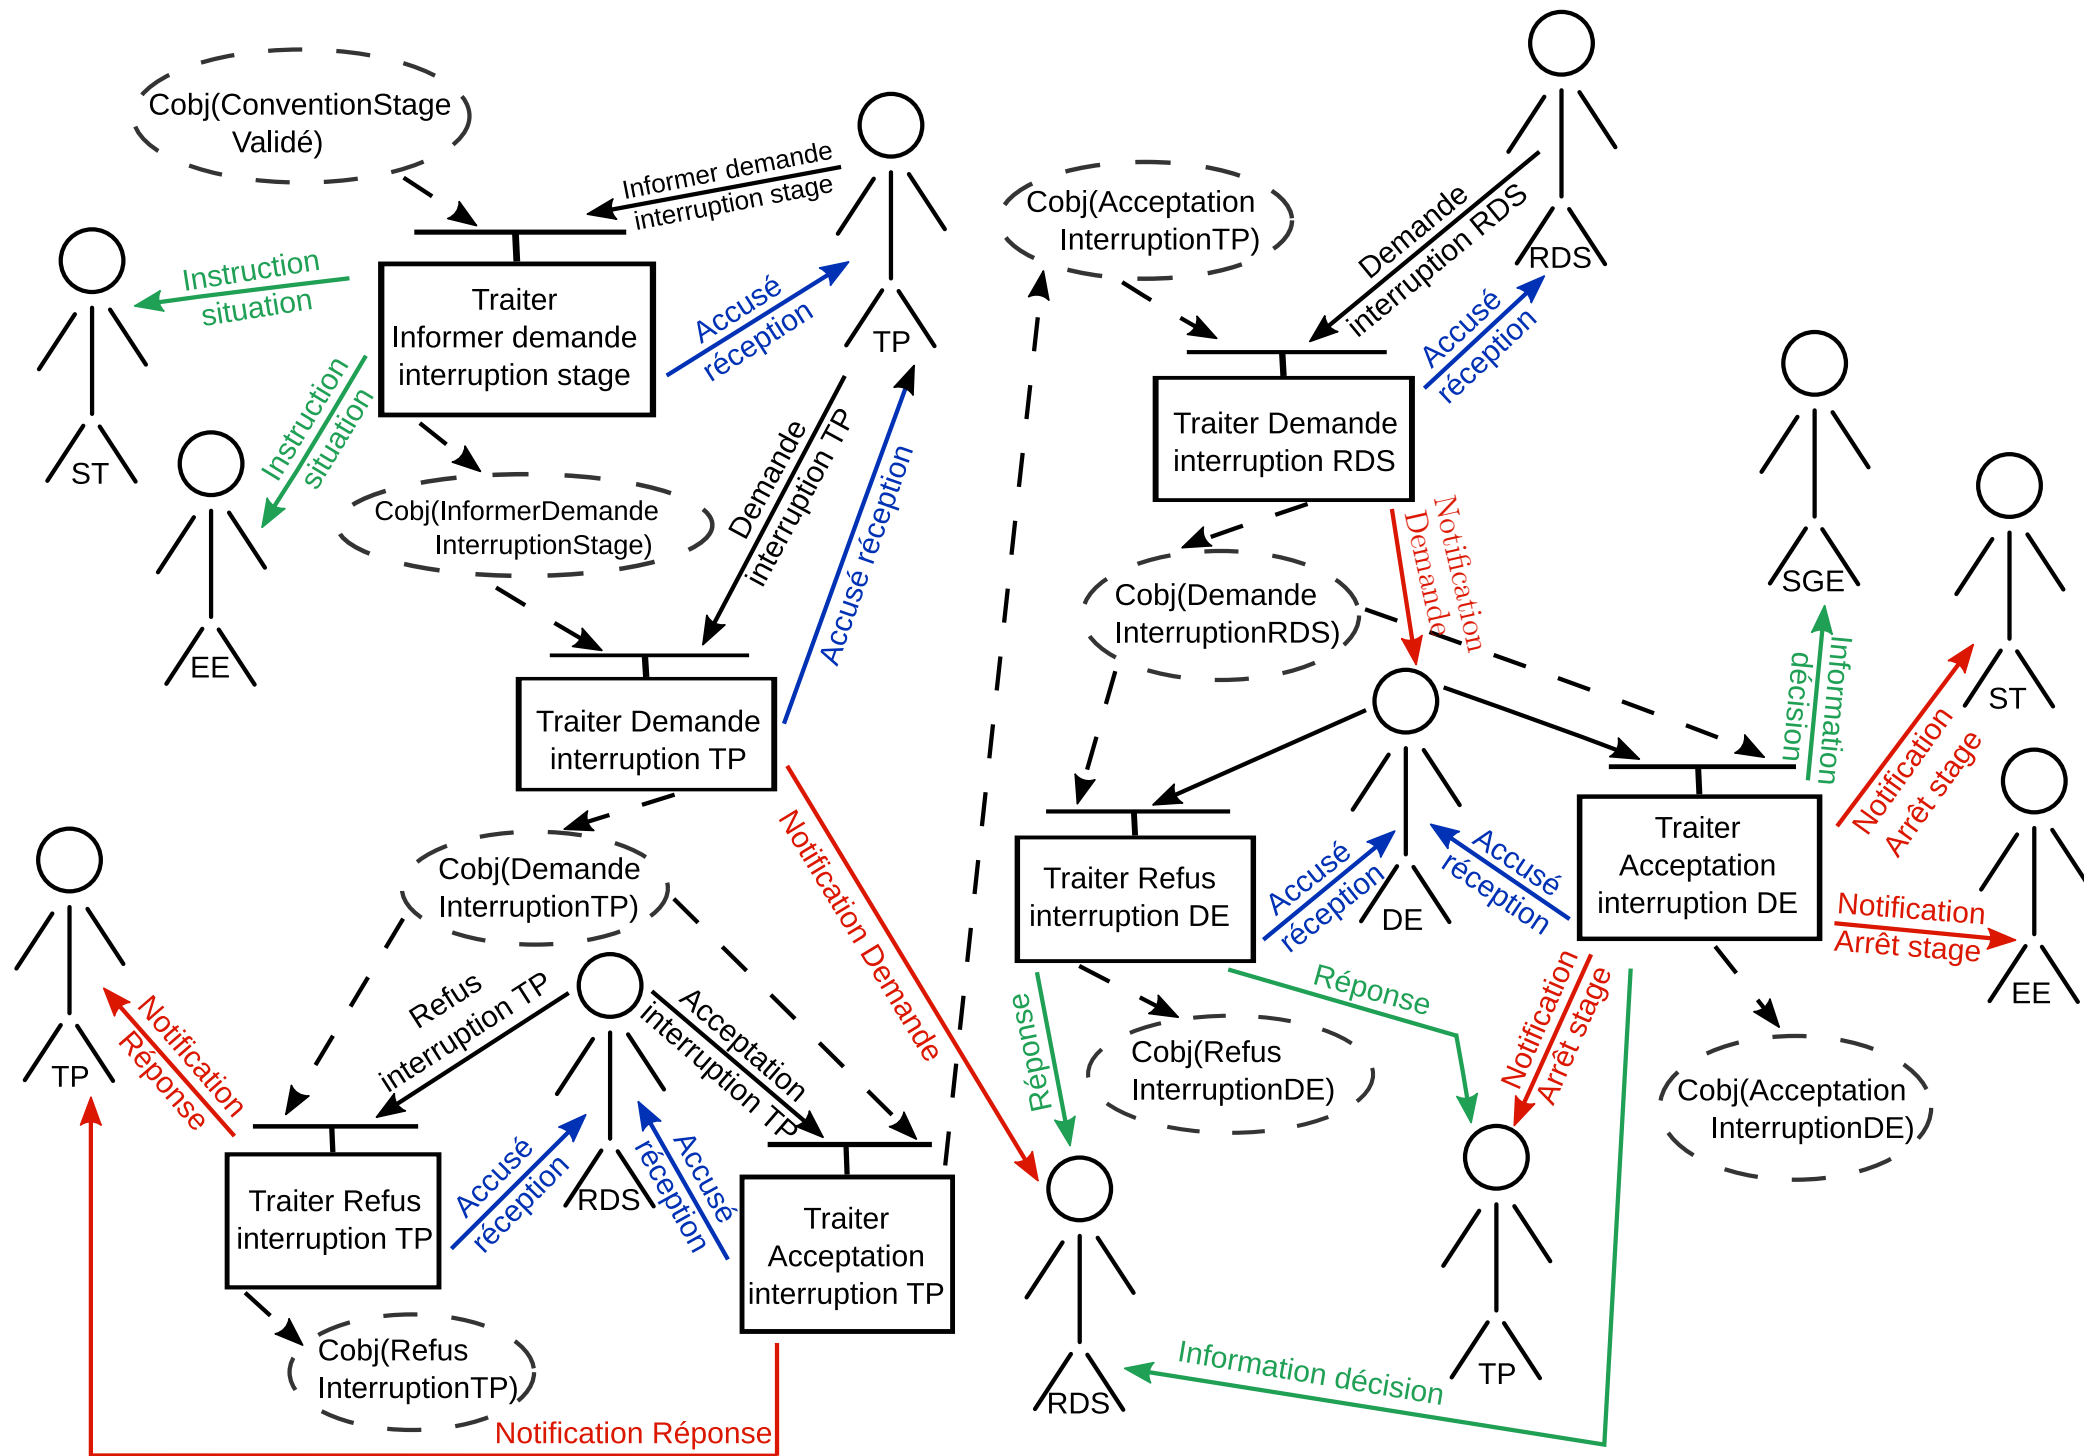 Cobj(ConventionStage
Validé)
Informer demande
interruption stage
TP
Instruction
situation
ST
Traiter
Informer demande
interruption stage
Accusé
réception
Instruction
situation
EE
Cobj(InformerDemande
InterruptionStage)
Demande
interruption TP
Accusé réception
Traiter Demande
interruption TP
Notification Demande
Cobj(Demande
InterruptionTP)
TP
Notification
Réponse
Refus
interruption TP
Acceptation
interruption TP
RDS
Accusé
réception
Accusé
réception
Traiter Refus
interruption TP
Traiter
Acceptation
interruption TP
Cobj(Refus
InterruptionTP)
Notification Réponse
Cobj(Acceptation
InterruptionTP)
Demande
interruption RDS
RDS
Accusé
réception
Traiter Demande
interruption RDS
Notification
Demande
Cobj(Demande
InterruptionRDS)
SGE
ST
Information
décision
Notification
Arrêt stage
Traiter Refus
interruption DE
Accusé
réception
DE
Accusé
réception
Traiter
Acceptation
interruption DE
Notification
Arrêt stage
EE
Réponse
Réponse
Notification
Arrêt stage
Cobj(Refus
InterruptionDE)
Cobj(Acceptation
InterruptionDE)
RDS
Information décision
TP